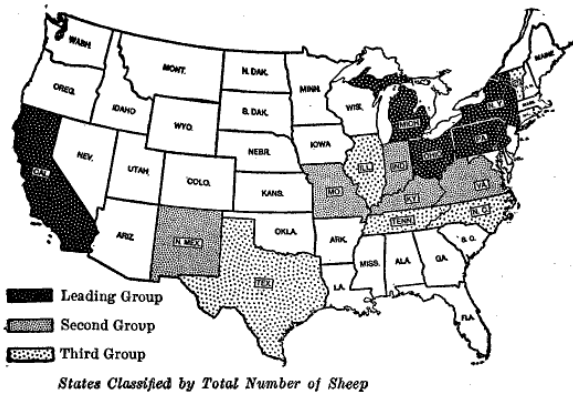 WASH.
MONT.
N. DAK.
MINN.
MAINE
OREG.
IDAHO
S. DAK.
WIS.
MICH.
N. Y.
WYO.
IOWA
PA.
NEV.
UTAH
NEBR.
ILL.
IND.
OHIO
CAL.
COLO.
KANS.
MO.
KY.
VA.
ARIZ.
N. MEX.
OKLA.
ARK.
TENN.
N. C.
S. C.
TEX.
LA.
MISS.
ALA.
GA.
FLA.
Leading Group
Second Group
Third Group
States Classified by Total Number of Sheep